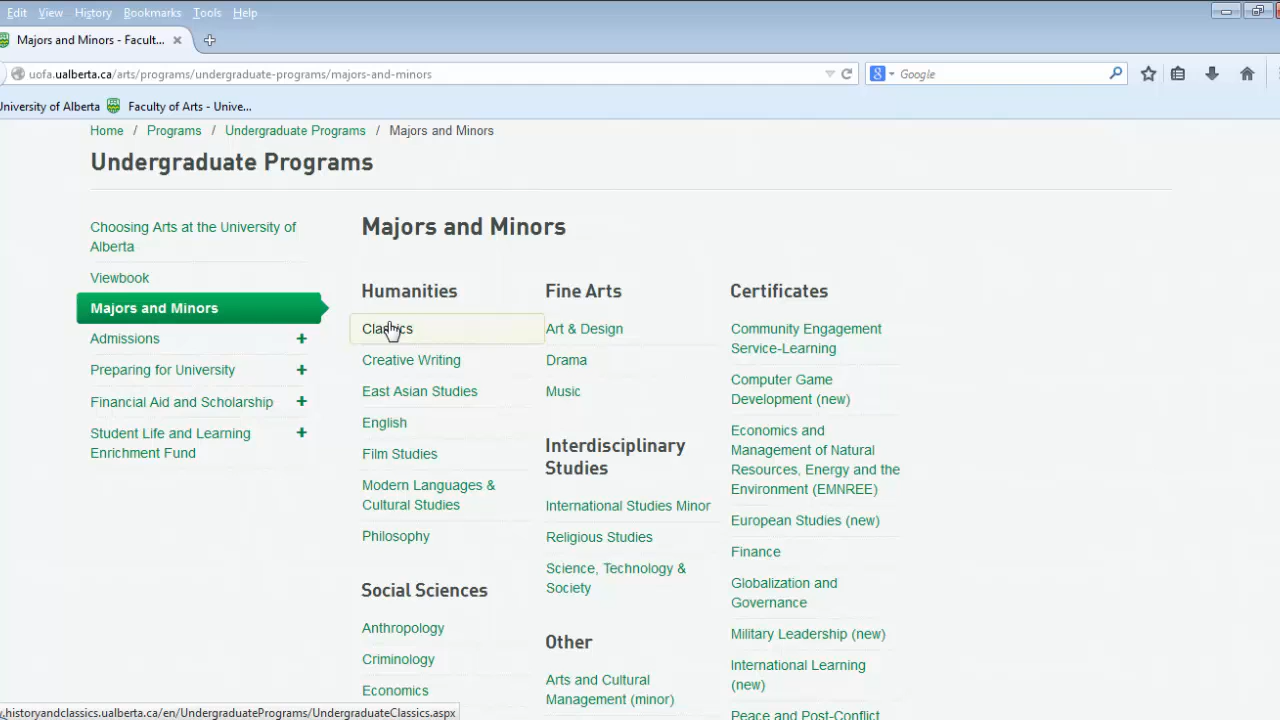 Edit View History Bookmarks Tools Help
Majors and Minors - Facult...
uofa.ualberta.ca/arts/programs/undergraduate-programs/majors-and-minors
Google
University of Alberta Faculty of Arts - Unive...
Home / Programs / Undergraduate Programs / Majors and Minors
Undergraduate Programs
Choosing Arts at the University of
Alberta
Viewbook
Majors and Minors
Admissions
Preparing for University
Financial Aid and Scholarship
Student Life and Learning
Enrichment Fund
Majors and Minors
Humanities
Classics
Creative Writing
East Asian Studies
English
Film Studies
Modern Languages &
Cultural Studies
Philosophy
Social Sciences
Anthropology
Criminology
Economics
Fine Arts
Art & Design
Drama
Music
Interdisciplinary
Studies
International Studies Minor
Religious Studies
Science, Technology &
Society
Other
Arts and Cultural
Management (minor)
Certificates
Community Engagement
Service-Learning
Computer Game
Development (new)
Economics and
Management of Natural
Resources, Energy and the
Environment (EMNREE)
European Studies (new)
Finance
Globalization and
Governance
Military Leadership (new)
International Learning
(new)
Peace and Post-Conflict
.historyandclassics.ualberta.ca/en/UndergraduatePrograms/UndergraduateClassics.aspx